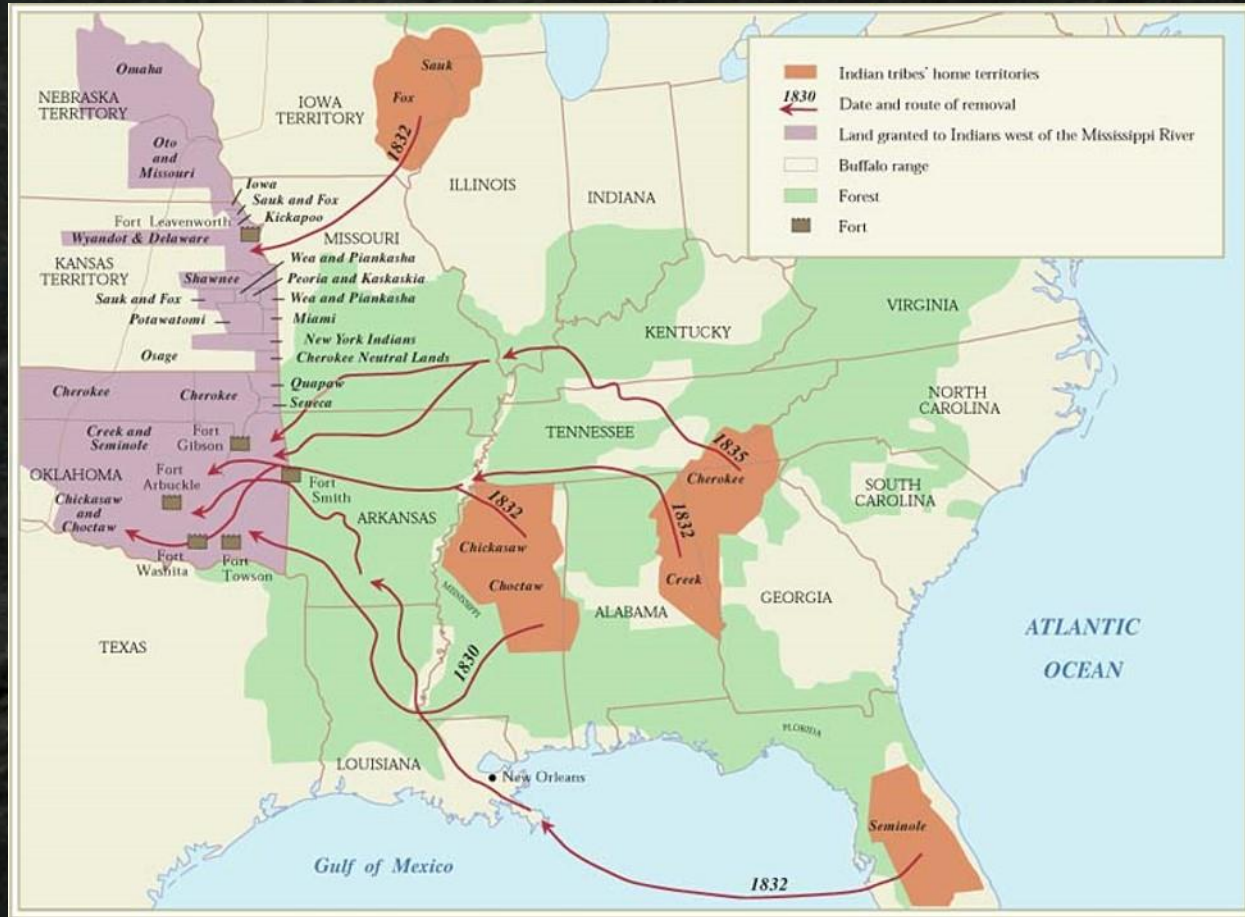 Indian tribes' home territories
1830
Date and route of removal
Land granted to Indians west of the Mississippi River
Buffalo range
Forest
Fort
Omaha
NEBRASKA
TERRITORY
Oto
and
Missouri
IOWA
TERRITORY
Sauk
Fox
1832
ILLINOIS
INDIANA
Iowa
Sauk and Fox
Kickapoo
Fort Leavenworth
Wyandot & Delaware
MISSOURI
KANSAS
TERRITORY
Wea and Piankasha
Shawnee
Peoria and Kaskaskia
Sauk and Fox
Wea and Piankasha
Potawatomi
Miami
New York Indians
Osage
Cherokee Neutral Lands
KENTUCKY
VIRGINIA
Cherokee
Cherokee
Quapaw
Seneca
Creek and
Seminole
Fort
Gibson
OKLAHOMA
Fort
Arbuckle
Fort
Smith
Chickasaw
and
Choctaw
Fort
Washita
Fort
Towson
ARKANSAS
TENNESSEE
NORTH
CAROLINA
1835
Cherokee
SOUTH
CAROLINA
1832
Chickasaw
Choctaw
1832
Creek
MISSISSIPPI
ALABAMA
GEORGIA
1830
TEXAS
LOUISIANA
New Orleans
FLORIDA
ATLANTIC
OCEAN
Seminole
Gulf of Mexico
1832